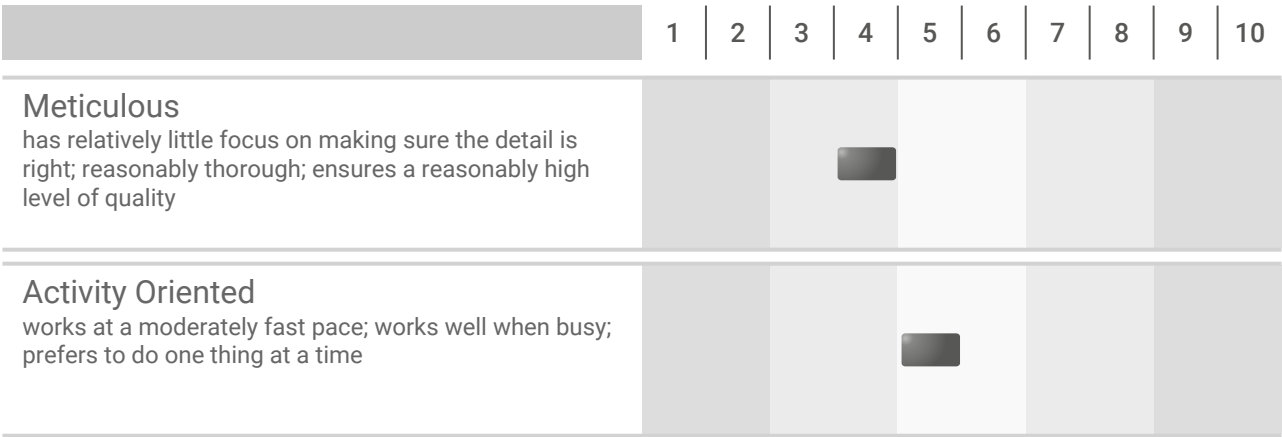 1 2 3 4 5 6 7 8 9 10
Meticulous
has relatively little focus on making sure the detail is
right; reasonably thorough; ensures a reasonably high
level of quality
Activity Oriented
works at a moderately fast pace; works well when busy;
prefers to do one thing at a time